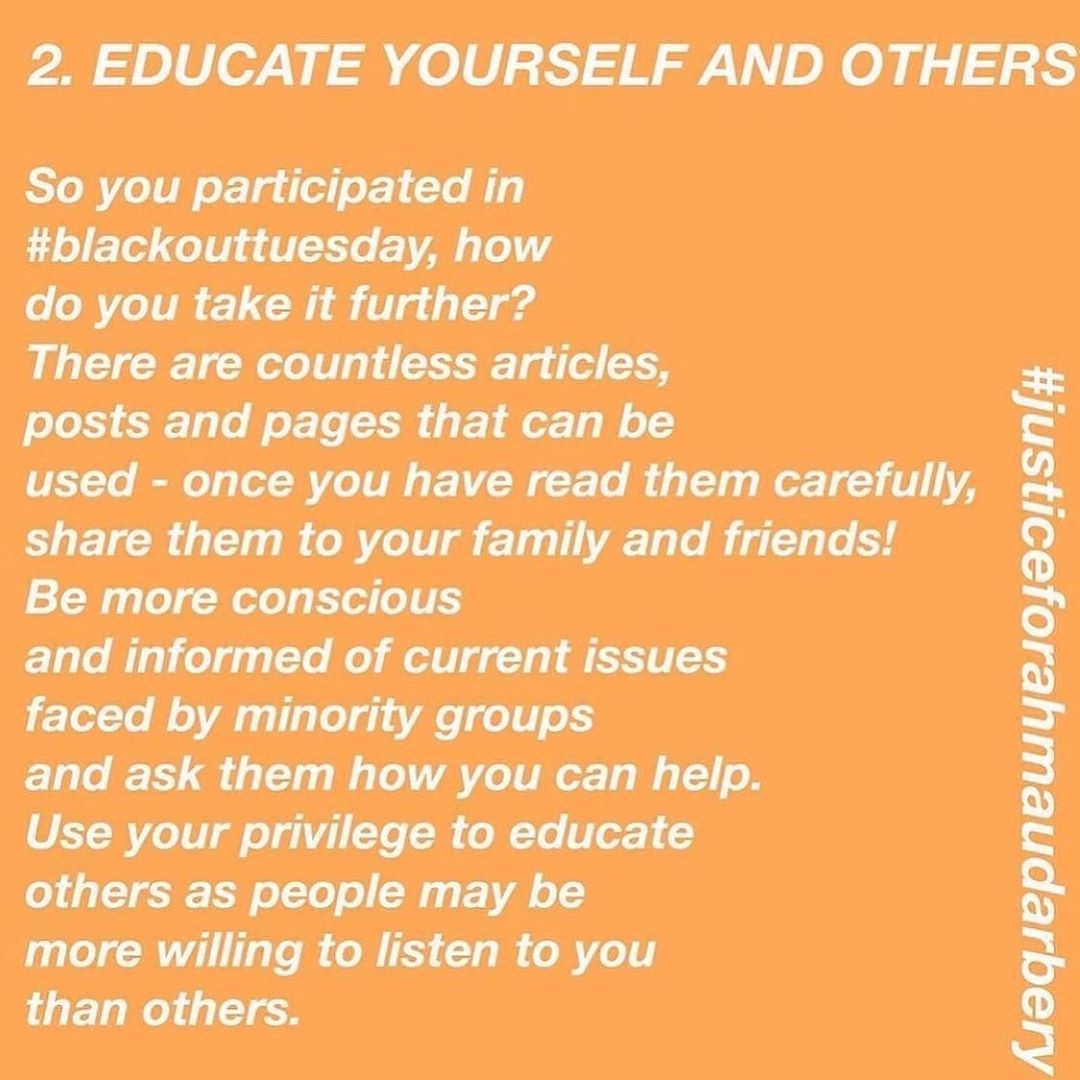 2. EDUCATE YOURSELF AND OTHERS
So you participated in
#blackouttuesday, how
do you take it further?
There are countless articles,
posts and pages that can be
used - once you have read them carefully,
share them to your family and friends!
Be more conscious
and informed of current issues
faced by minority groups
and ask them how you can help.
Use your privilege to educate
others as people may be
more willing to listen to you
than others.
#justiceforahmaudarbery